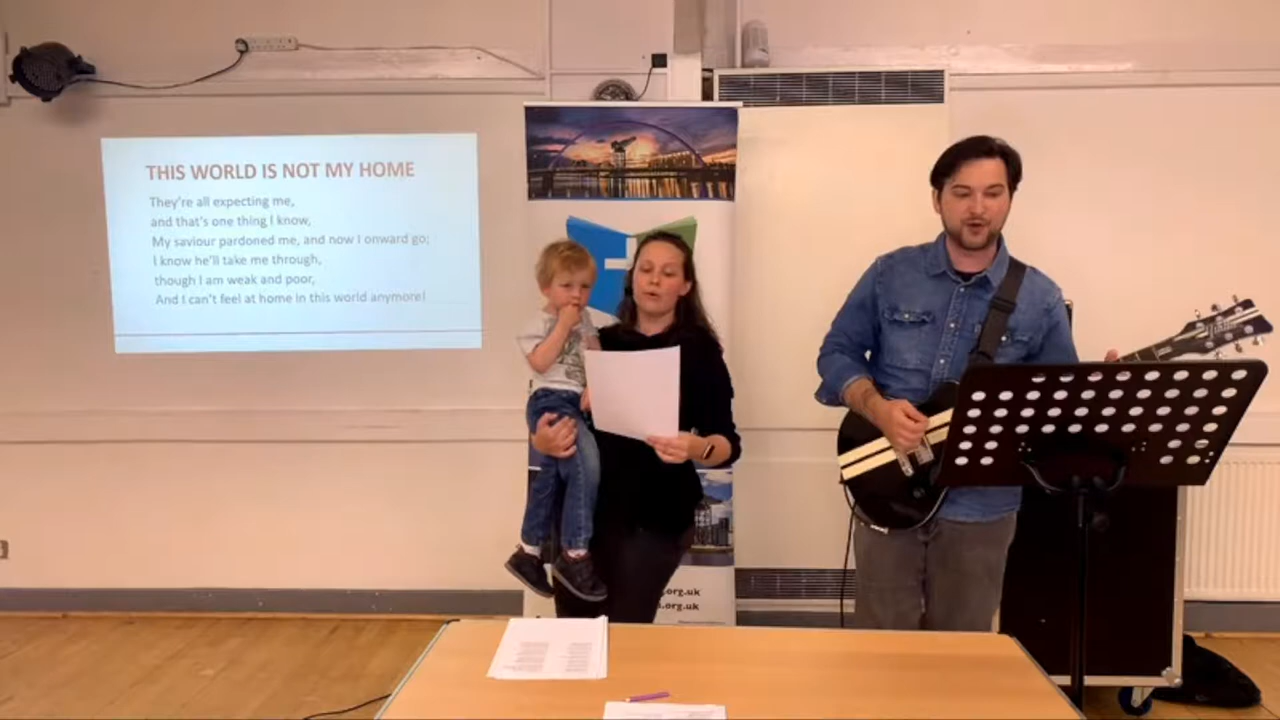 THIS WORLD IS NOT MY HOME
They're all expecting me,
and that's one thing I know,
My saviour pardoned me, and now I onward go;
I know he'll take me through,
though I am weak and poor,
And I can't feel at home in this world anymore!
.org.uk
.org.uk